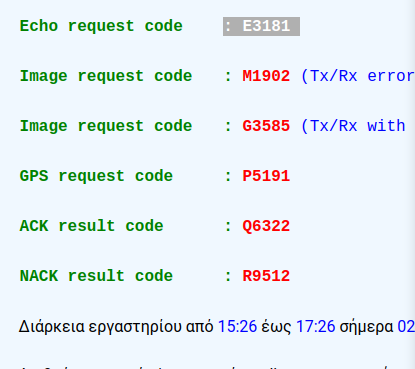 Echo request code : E3181
Image request code : M1902 (Tx/Rx error
Image request code : G3585 (Tx/Rx with
GPS request code : P5191
ACK result code : Q6322
NACK result code : R9512
Διάρκεια εργαστηρίου από 15:26 έως 17:26 σήμερα 02